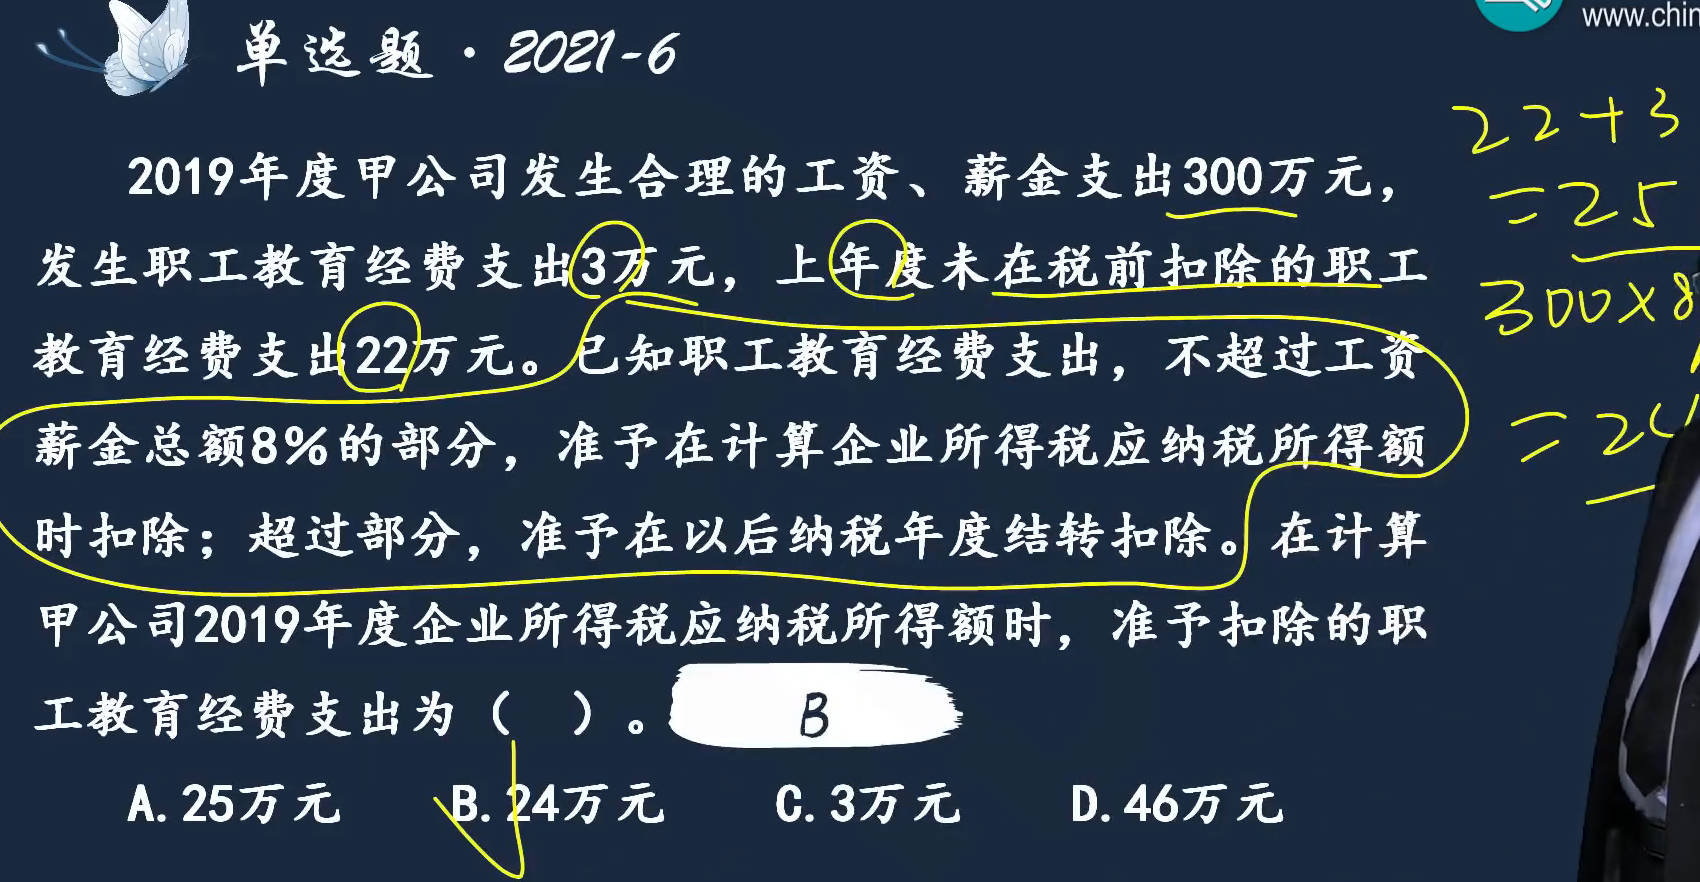 www.chin
单选题·2021-6
2019年度甲公司发生合理的工资、薪金支出300万元，
发生职工教育经费支出3万元，上年度未在税前扣除的职工
教育经费支出22万元。已知职工教育经费支出，不超过工资
薪金总额8%的部分，准予在计算企业所得税应纳税所得额
时扣除；超过部分，准予在以后纳税年度结转扣除。在计算
甲公司2019年度企业所得税应纳税所得额时，准予扣除的职
工教育经费支出为（ ）。 B
A.25万元 B.24万元 C.3万元 D.46万元
22+3
=25
300×8
=2